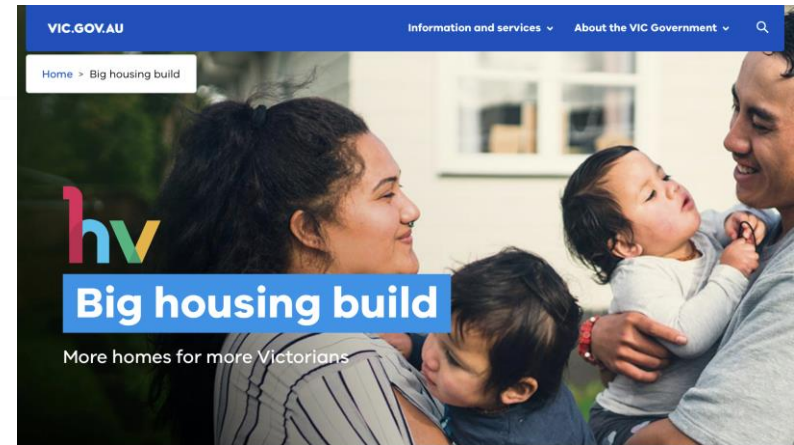 VIC.GOV.AU Information and services About the VIC Government
Home > Big housing build
hv
Big housing build
More homes for more Victorians